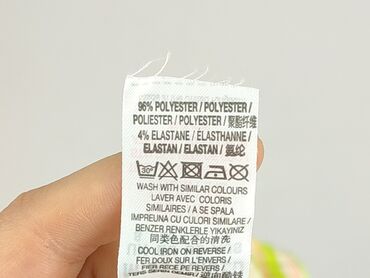 96% POLYESTER / POLYESTER /
POLIESTER / POLYESTER / 聚酯纤维
4% ELASTANE / ÉLASTHANNE /
ELASTAN / ELASTAN / 氨纶
30°
WASH WITH SIMILAR COLOURS
LAVER AVEC COLORIS
SIMILAIRES / A SE SPALA
IMPREUNA CU CULORI SIMILARE /
BENZER RENKLERLE YIKAYINIZ
同类色配合的清洗
COOL IRON ON REVERSE /
FER DOUX SUR L'ENVERS /